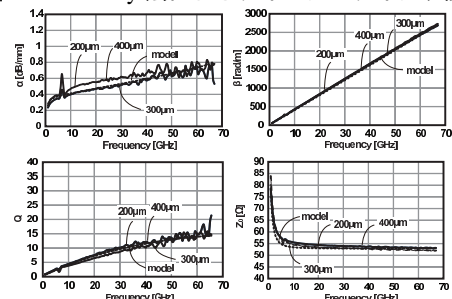 1.4
1.2
1
0.8
0.6
0.4
0.2
0
α [dB/mm]
200μm
400μm
model
300μm
0 10 20 30 40 50 60 70
Frequency [GHz]
3000
2500
2000
1500
1000
500
0
β [rad/m]
200μm
400μm
300μm
model
0 10 20 30 40 50 60 70
Frequency [GHz]
40
35
30
25
20
15
10
5
0
Q
200μm
400μm
300μm
model
0 10 20 30 40 50 60 70
Frequency [GHz]
90
85
80
75
70
65
60
55
50
45
40
Z₀ [Ω]
model
200μm
400μm
300μm
0 10 20 30 40 50 60 70
Frequency [GHz]